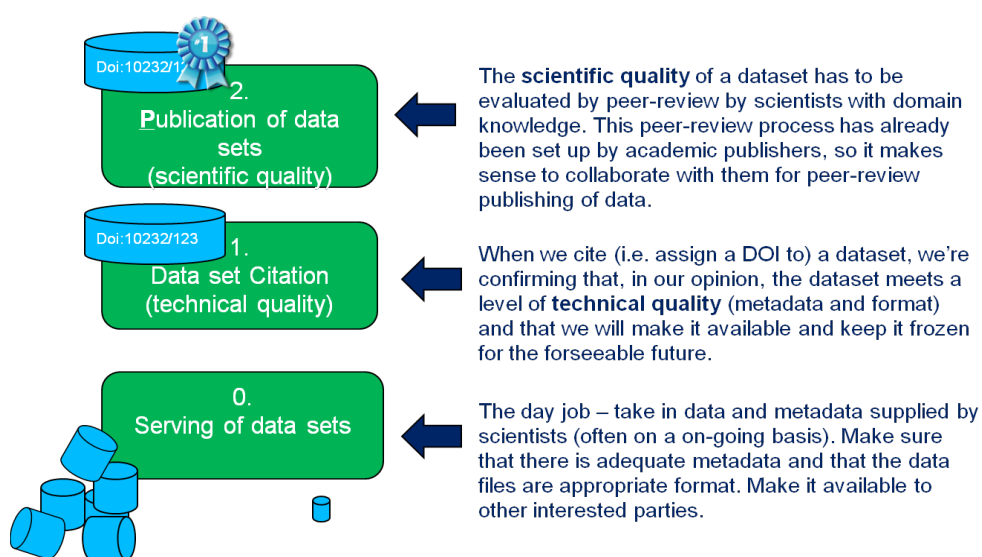 #1
Doi:10232/12
2.
Publication of data
sets
(scientific quality)
The scientific quality of a dataset has to be
evaluated by peer-review by scientists with domain
knowledge. This peer-review process has already
been set up by academic publishers, so it makes
sense to collaborate with them for peer-review
publishing of data.
Doi:10232/123
1.
Data set Citation
(technical quality)
When we cite (i.e. assign a DOI to) a dataset, we’re
confirming that, in our opinion, the dataset meets a
level of technical quality (metadata and format)
and that we will make it available and keep it frozen
for the forseeable future.
0.
Serving of data sets
The day job – take in data and metadata supplied by
scientists (often on a on-going basis). Make sure
that there is adequate metadata and that the data
files are appropriate format. Make it available to
other interested parties.